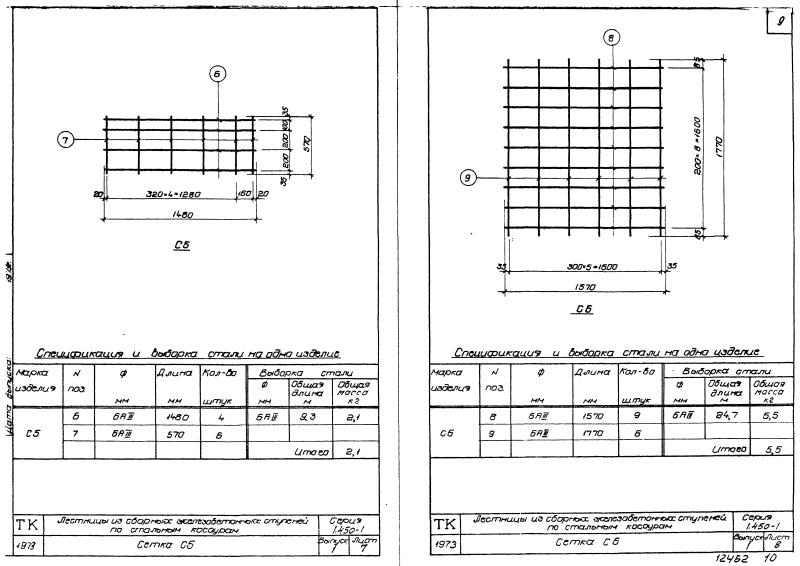 6
7
35
100
200
200
35
570
20
320×4=1280
160
20
1480
С5
Спецификация и выборка стали на одно изделие
Марка изделия
N поз.
Ф мм
Длина мм
Кол-во штук
Выборка стали
Ф мм
Общая длина м
Общая масса кг
С5
6 6АIII 1480 4 6АIII 9,3 2,1
7 6АIII 570 6
Итого 2,1
Дата выпуска:
ТК
Лестницы из сборных железобетонных ступеней
по стальным косоурам
Серия
1.450-1
1973
Сетка С5
Выпуск
1
Лист
7
9
8
9
85
200×8=1600
1770
35
300×5=1500
35
1570
С6
Спецификация и выборка стали на одно изделие
Марка изделия
N поз.
Ф мм
Длина мм
Кол-во штук
Выборка стали
Ф мм
Общая длина м
Общая масса кг
С6
8 6АIII 1570 9 6АIII 24,7 5,5
9 6АIII 1770 6
Итого 5,5
ТК
Лестницы из сборных железобетонных ступеней
по стальным косоурам
Серия
1.450-1
1973
Сетка С6
Выпуск
1
Лист
8
12452 10